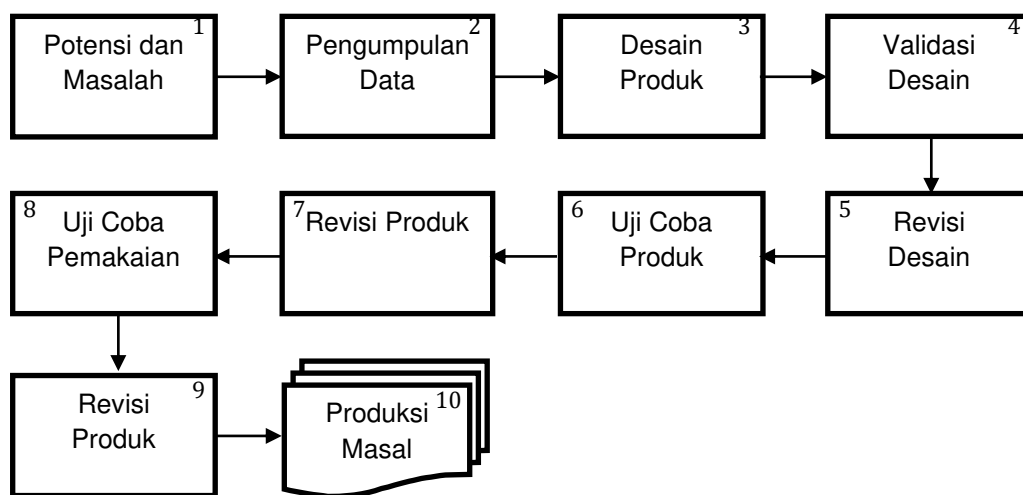 1
Potensi dan
Masalah
2
Pengumpulan
Data
3
Desain
Produk
4
Validasi
Desain
5
Revisi
Desain
6
Uji Coba
Produk
7
Revisi Produk
8
Uji Coba
Pemakaian
9
Revisi
Produk
10
Produksi
Masal